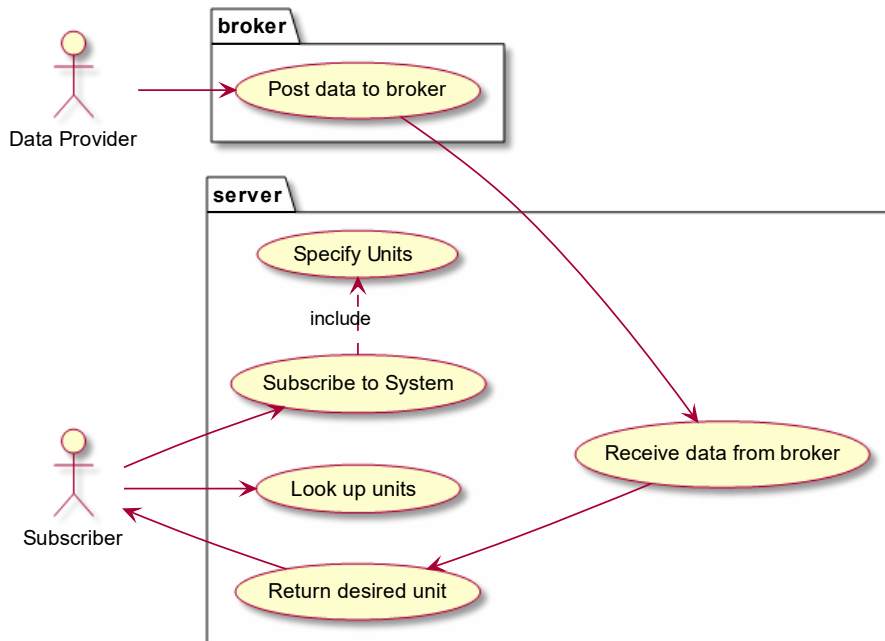 broker
Post data to broker
Data Provider
server
Specify Units
include
Subscribe to System
Receive data from broker
Look up units
Subscriber
Return desired unit